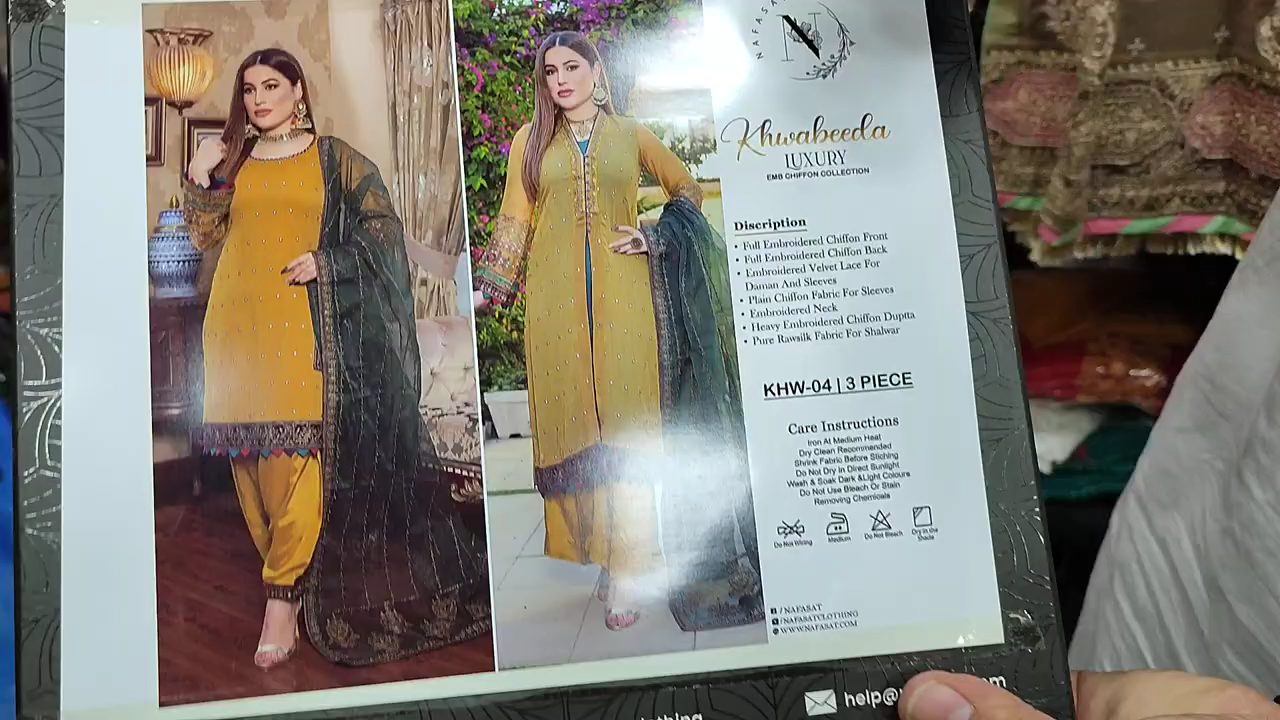 NAFASAT
N
Khwabeeda
LUXURY
EMB CHIFFON COLLECTION
Discription
• Full Embroidered Chiffon Front
• Full Embroidered Chiffon Back
• Embroidered Velvet Lace For
Daman And Sleeves
• Plain Chiffon Fabric For Sleeves
• Embroidered Neck
• Heavy Embroidered Chiffon Duptta
• Pure Rawsilk Fabric For Shalwar
KHW-04 | 3 PIECE
Care Instructions
Iron At Medium Heat
Dry Clean Recommended
Shrink Fabric Before Stiching
Do Not Dry In Direct Sunlight
Wash & Soak Dark &Light Colours
Do Not Use Bleach Or Stain
Removing Chemicals
Do Not Wring
Medium
Do Not Bleach
Dry In the
Shade
/NAFASAT
/NAFASATCLOTHING
WWW.NAFASAT.COM
help@